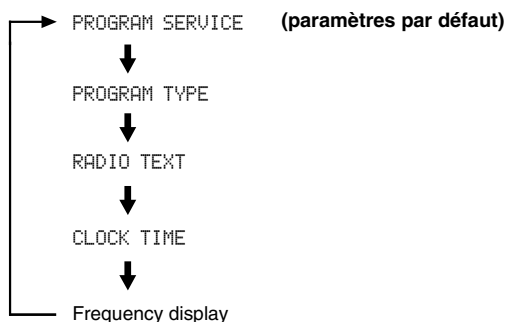 PROGRAM SERVICE (paramètres par défaut)
PROGRAM TYPE
RADIO TEXT
CLOCK TIME
Frequency display